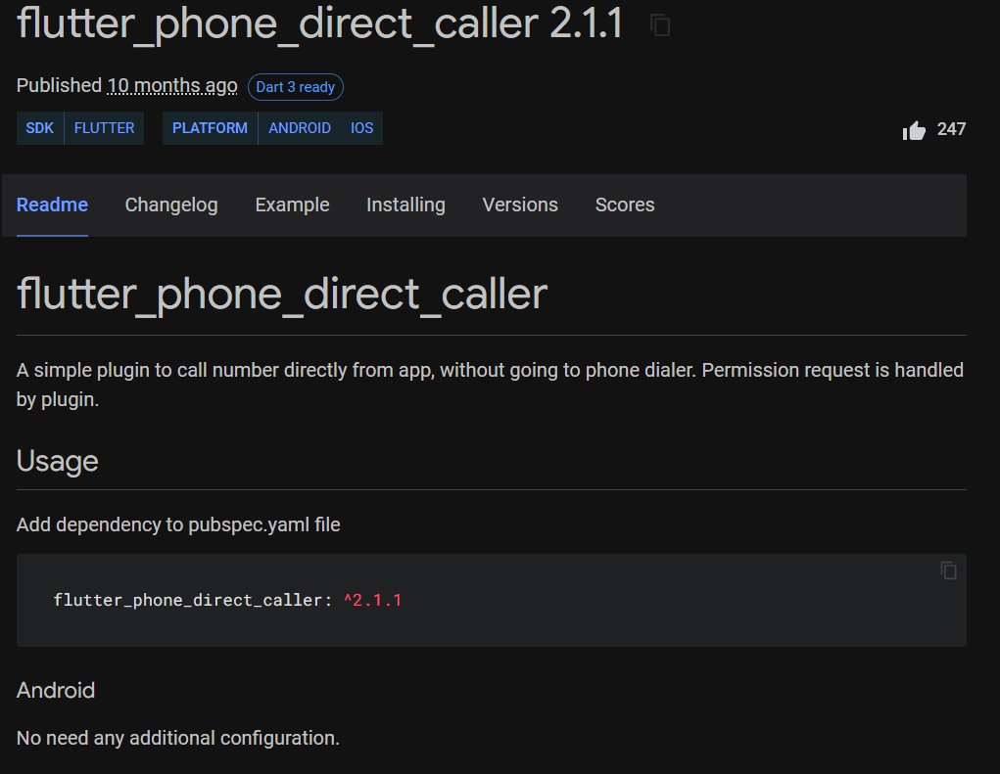 flutter_phone_direct_caller 2.1.1
Published 10 months ago Dart 3 ready
SDK FLUTTER PLATFORM ANDROID IOS
247
Readme Changelog Example Installing Versions Scores
flutter_phone_direct_caller
A simple plugin to call number directly from app, without going to phone dialer. Permission request is handled
by plugin.
Usage
Add dependency to pubspec.yaml file
flutter_phone_direct_caller: ^2.1.1
Android
No need any additional configuration.